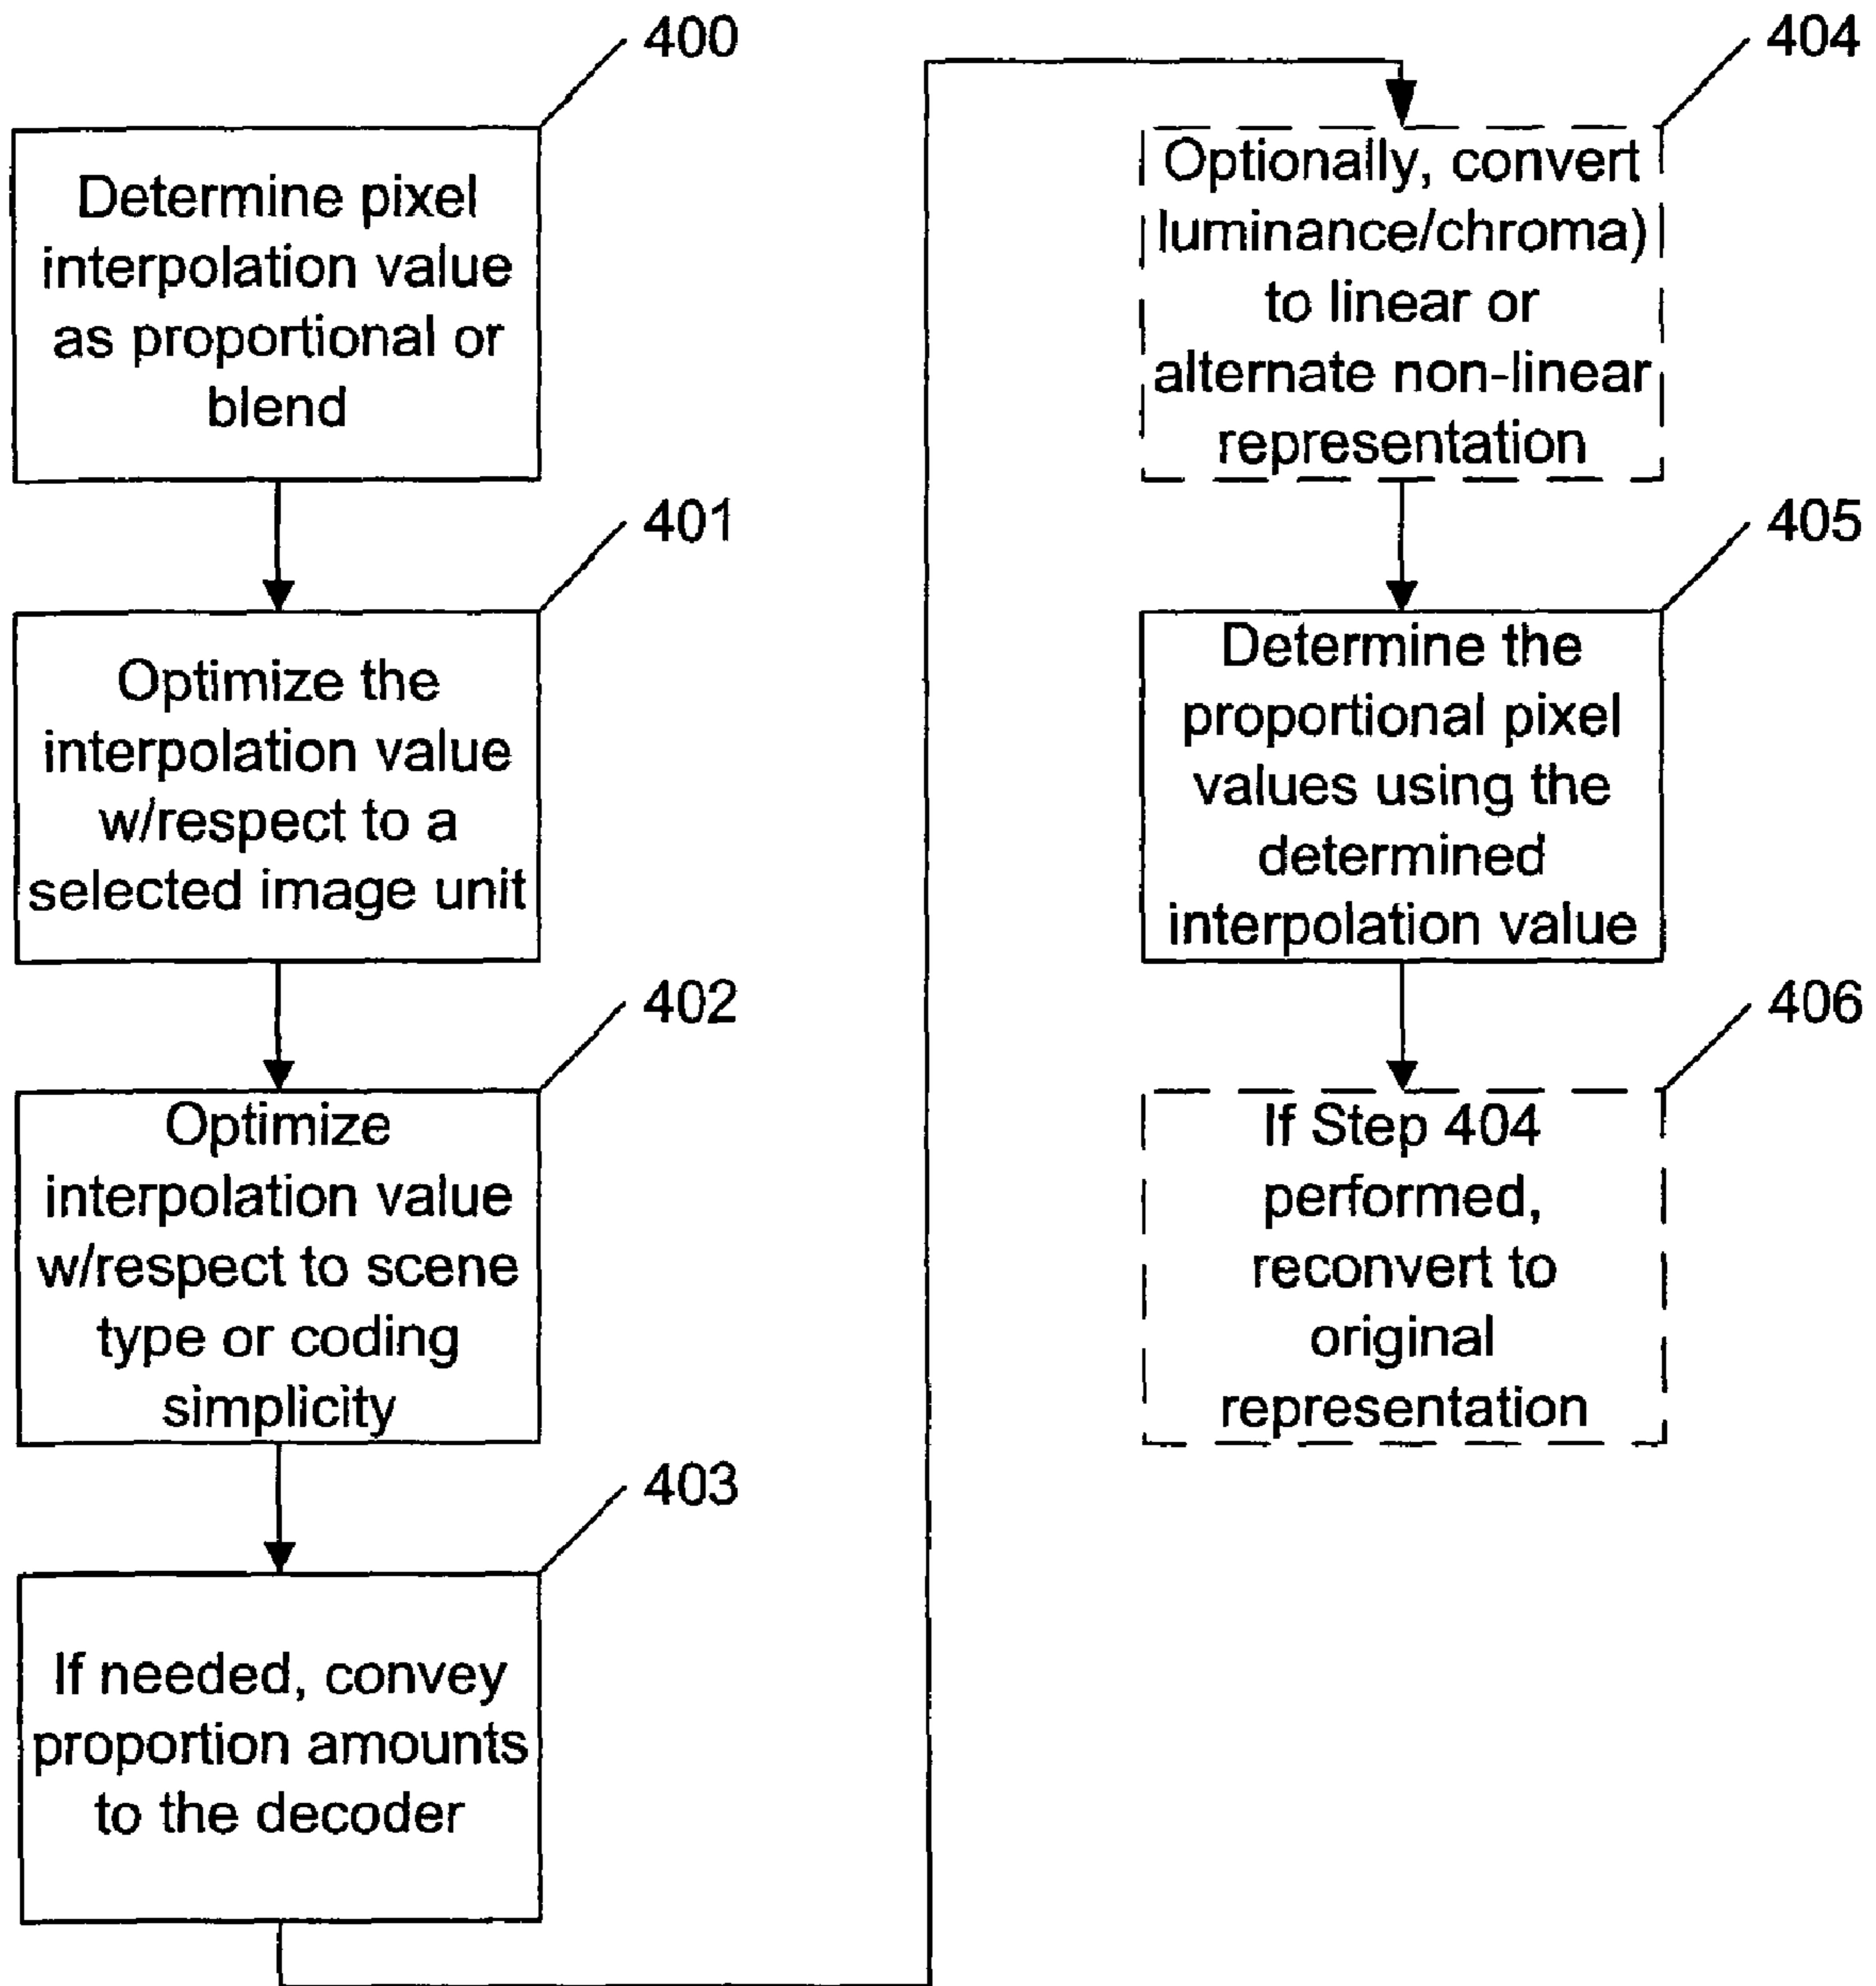 400
Determine pixel
interpolation value
as proportional or
blend
401
Optimize the
interpolation value
w/respect to a
selected image unit
402
Optimize
interpolation value
w/respect to scene
type or coding
simplicity
403
If needed, convey
proportion amounts
to the decoder
404
Optionally, convert
luminance/chroma)
to linear or
alternate non-linear
representation
405
Determine the
proportional pixel
values using the
determined
interpolation value
406
If Step 404
performed,
reconvert to
original
representation